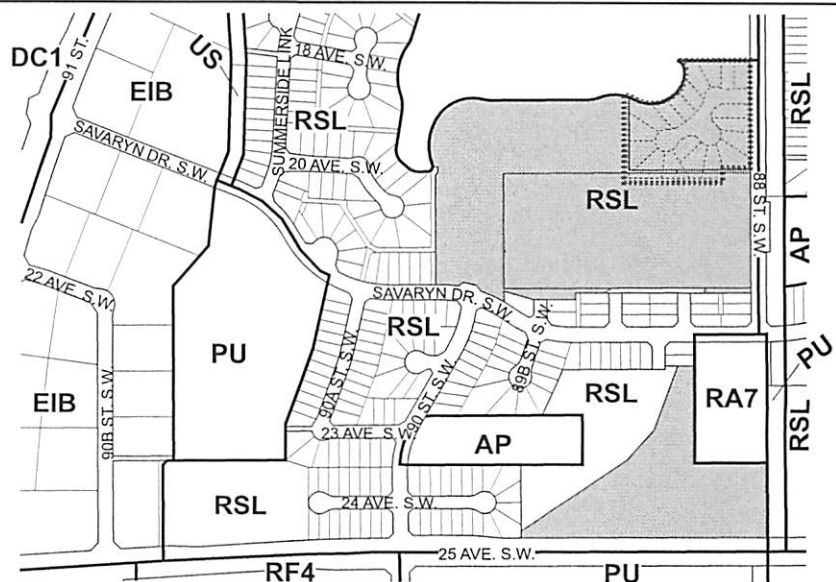 DC1
91 ST.
EIB
US
SUMMERSIDE LINK
18 AVE. S.W.
RSL
RSL
SAVARYN DR. S.W.
20 AVE. S.W.
RSL
88 ST. S.W.
AP
22 AVE. S.W.
SAVARYN DR. S.W.
PU
RSL
89B ST. S.W.
PU
EIB
90B ST. S.W.
90A ST. S.W.
90 ST. S.W.
RSL
RA7
RSL
23 AVE. S.W.
AP
RSL
24 AVE. S.W.
25 AVE. S.W.
RF4
PU